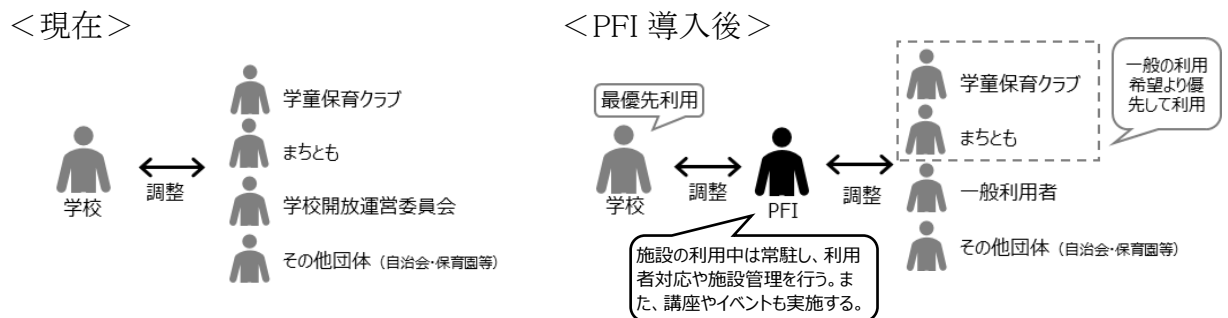 ＜現在＞
学校
調整
学童保育クラブ
まちとも
学校開放運営委員会
その他団体（自治会・保育園等）
＜PFI 導入後＞
最優先利用
学校
調整
PFI
施設の利用中は常駐し、利用
者対応や施設管理を行う。ま
た、講座やイベントも実施する。
調整
学童保育クラブ
まちとも
一般の利用
希望より優
先して利用
一般利用者
その他団体（自治会・保育園等）